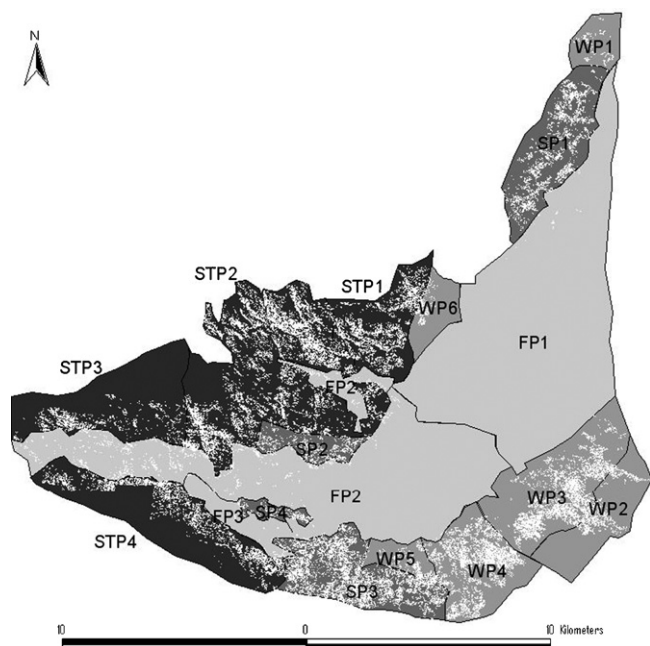 N
WP1
SP1
STP2
STP1
WP6
FP1
STP3
FP2
SP2
FP2
WP3
WP2
FP3
SP4
STP4
WP5
WP4
SP3
10 0 10 Kilometers